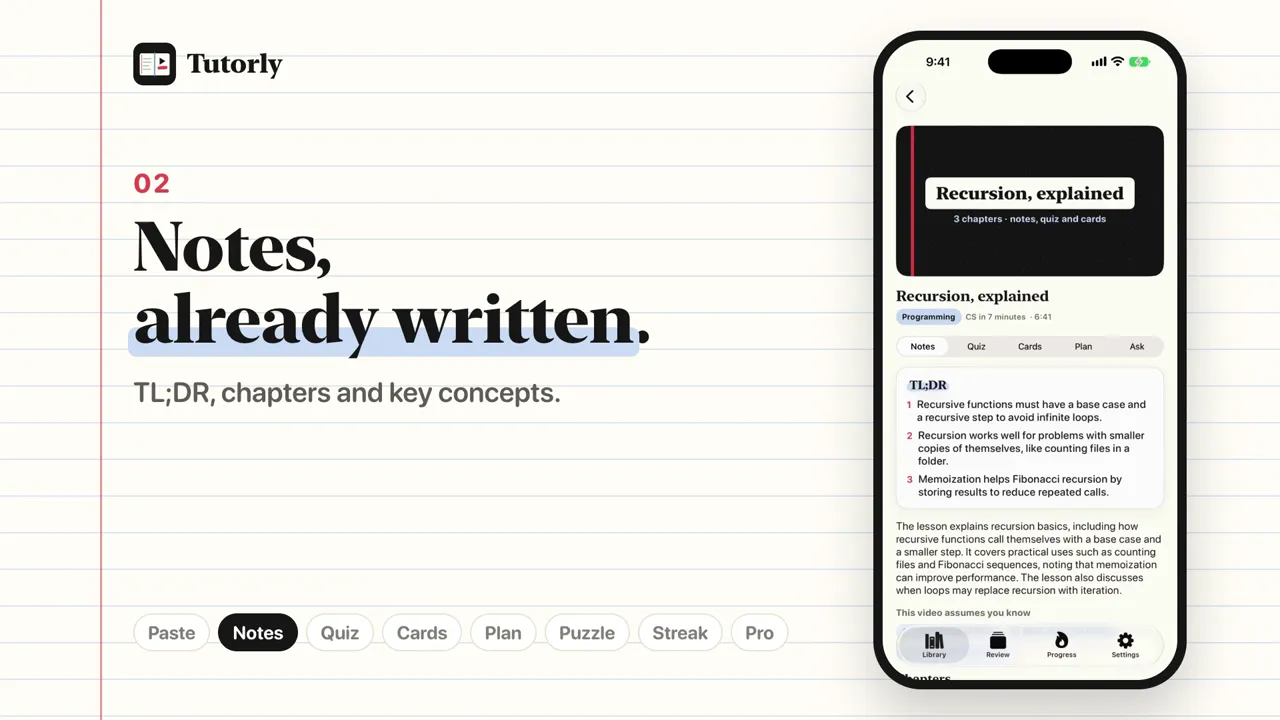 Tutorly
02
Notes,
already written.
TL;DR, chapters and key concepts.
Paste
Notes
Quiz
Cards
Plan
Puzzle
Streak
Pro
9:41
Recursion, explained
3 chapters · notes, quiz and cards
Recursion, explained
Programming CS in 7 minutes · 6:41
Notes
Quiz
Cards
Plan
Ask
TL;DR
1 Recursive functions must have a base case and
a recursive step to avoid infinite loops.
2 Recursion works well for problems with smaller
copies of themselves, like counting files in a
folder.
3 Memoization helps Fibonacci recursion by
storing results to reduce repeated calls.
The lesson explains recursion basics, including how
recursive functions call themselves with a base case and
a smaller step. It covers practical uses such as counting
files and Fibonacci sequences, noting that memoization
can improve performance. The lesson also discusses
when loops may replace recursion with iteration.
This video assumes you know
Library
Review
Progress
Settings
Chapters